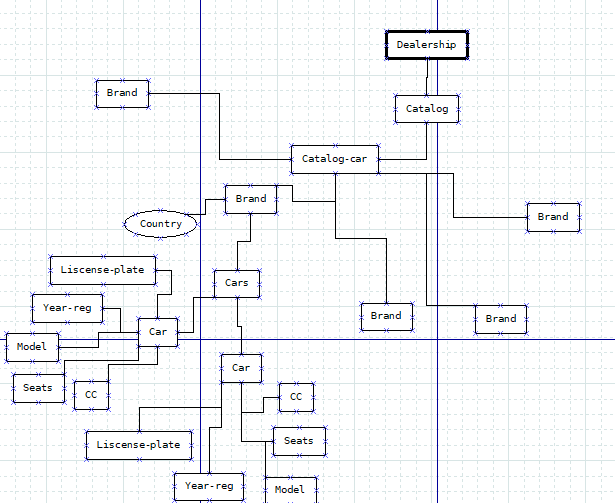 Dealership
Brand
Catalog
Catalog-car
Brand
Country
Brand
Liscense-plate
Cars
Year-reg
Brand
Brand
Car
Model
Car
Seats
CC
CC
Liscense-plate
Seats
Year-reg
Model